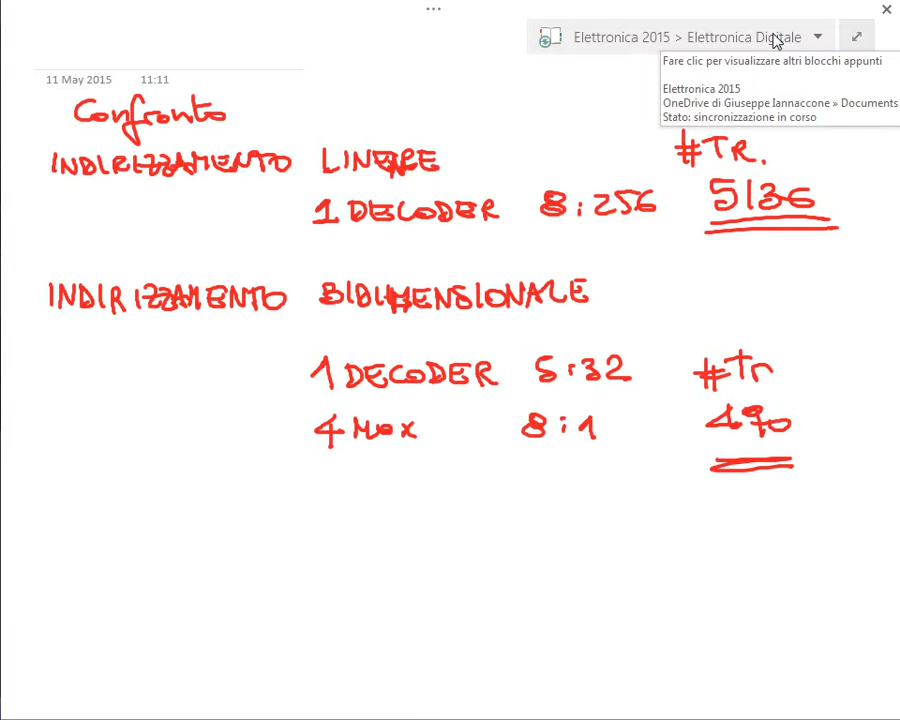 Elettronica 2015 > Elettronica Digitale
Fare clic per visualizzare altri blocchi appunti
Elettronica 2015
OneDrive di Giuseppe Iannaccone » Documents
Stato: sincronizzazione in corso
11 May 2015 11:11
Confronto
INDIRIZZAMENTO LINEARE #TR.
1 DECODER 8:256 5136
INDIRIZZAMENTO BIDIMENSIONALE
1 DECODER 5:32 #Tr
4 Mux 8:1 490